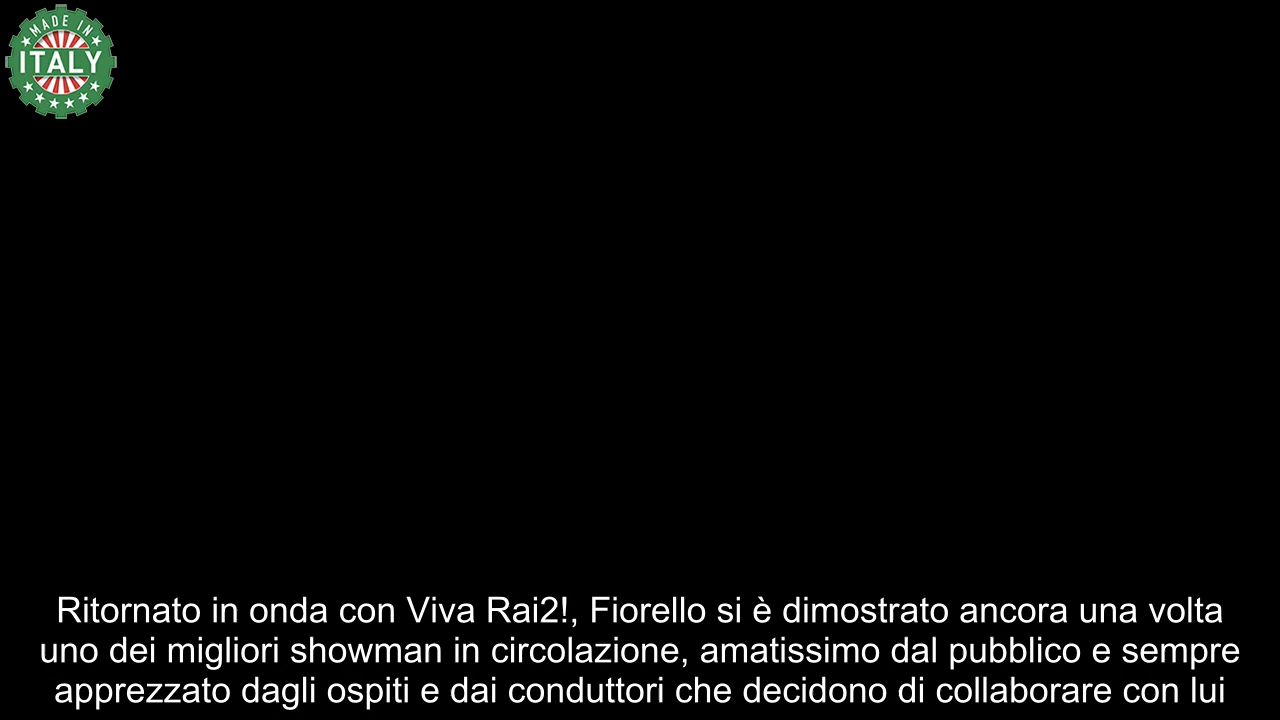 MADE IN
ITALY
Ritornato in onda con Viva Rai2!, Fiorello si è dimostrato ancora una volta
uno dei migliori showman in circolazione, amatissimo dal pubblico e sempre
apprezzato dagli ospiti e dai conduttori che decidono di collaborare con lui